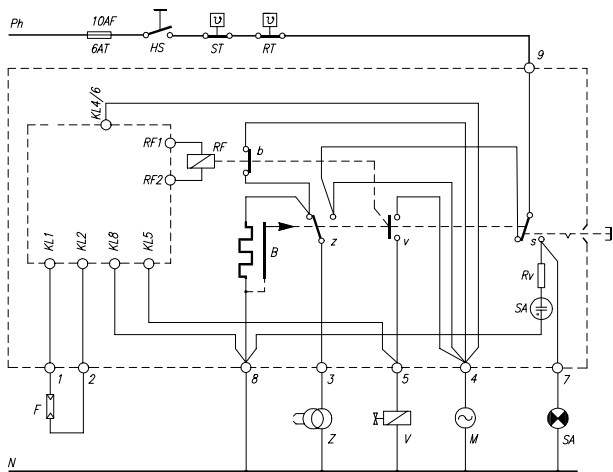 Ph
10AF
6AT
HS
ST
RT
υ
υ
9
KL4/6
RF1
RF
RF2
b
KL1
KL2
KL8
KL5
B
z
v
s
Rv
SA
1
2
8
3
5
4
7
F
Z
V
M
SA
N